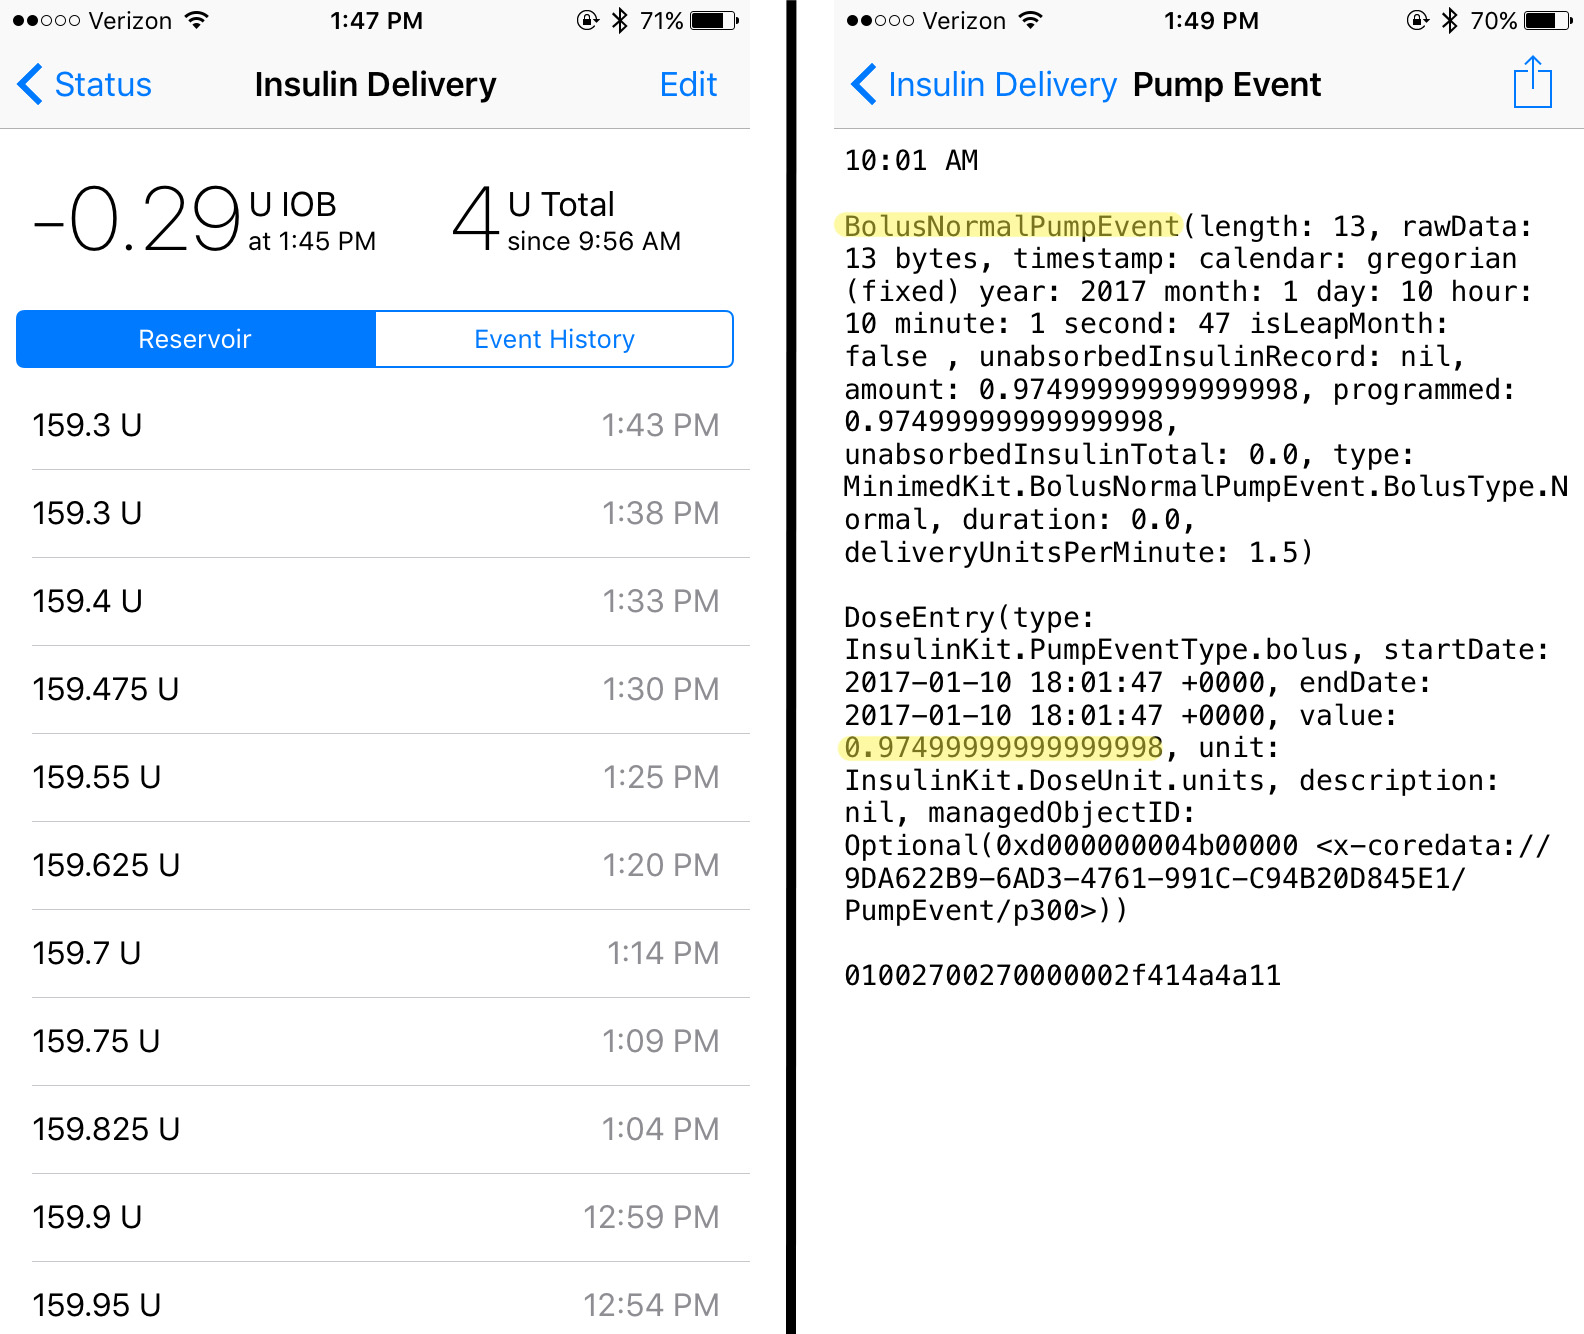 Verizon 1:47 PM 71%
Status Insulin Delivery Edit
-0.29 U IOB at 1:45 PM
4 U Total since 9:56 AM
Reservoir Event History
159.3 U 1:43 PM
159.3 U 1:38 PM
159.4 U 1:33 PM
159.475 U 1:30 PM
159.55 U 1:25 PM
159.625 U 1:20 PM
159.7 U 1:14 PM
159.75 U 1:09 PM
159.825 U 1:04 PM
159.9 U 12:59 PM
159.95 U 12:54 PM
Verizon 1:49 PM 70%
Insulin Delivery Pump Event
10:01 AM
BolusNormalPumpEvent(length: 13, rawData:
13 bytes, timestamp: calendar: gregorian
(fixed) year: 2017 month: 1 day: 10 hour:
10 minute: 1 second: 47 isLeapMonth:
false , unabsorbedInsulinRecord: nil,
amount: 0.97499999999999998, programmed:
0.97499999999999998,
unabsorbedInsulinTotal: 0.0, type:
MinimedKit.BolusNormalPumpEvent.BolusType.N
ormal, duration: 0.0,
deliveryUnitsPerMinute: 1.5)
DoseEntry(type:
InsulinKit.PumpEventType.bolus, startDate:
2017-01-10 18:01:47 +0000, endDate:
2017-01-10 18:01:47 +0000, value:
0.97499999999999998, unit:
InsulinKit.DoseUnit.units, description:
nil, managedObjectID:
Optional(0xd000000004b00000 <x-coredata://
9DA622B9-6AD3-4761-991C-C94B20D845E1/
PumpEvent/p300>))
01002700270000002f414a4a11